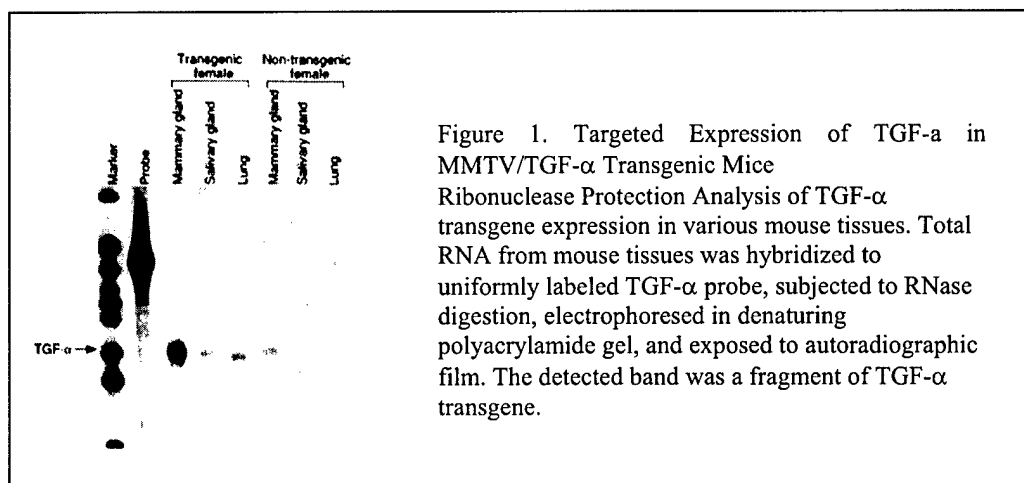 Transgenic female
Non-transgenic female
Marker
Probe
Mammary gland
Salivary gland
Lung
Mammary gland
Salivary gland
Lung
TGF-α
Figure 1. Targeted Expression of TGF-a in
MMTV/TGF-α Transgenic Mice
Ribonuclease Protection Analysis of TGF-α
transgene expression in various mouse tissues. Total
RNA from mouse tissues was hybridized to
uniformly labeled TGF-α probe, subjected to RNase
digestion, electrophoresed in denaturing
polyacrylamide gel, and exposed to autoradiographic
film. The detected band was a fragment of TGF-α
transgene.